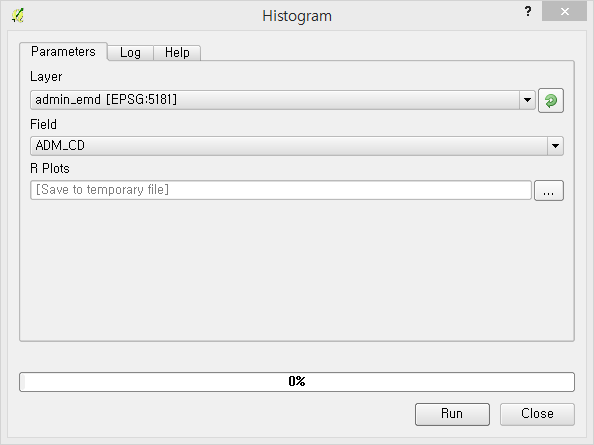 Histogram
?
Parameters Log Help
Layer
admin_emd [EPSG:5181]
Field
ADM_CD
R Plots
[Save to temporary file] ...
0%
Run Close